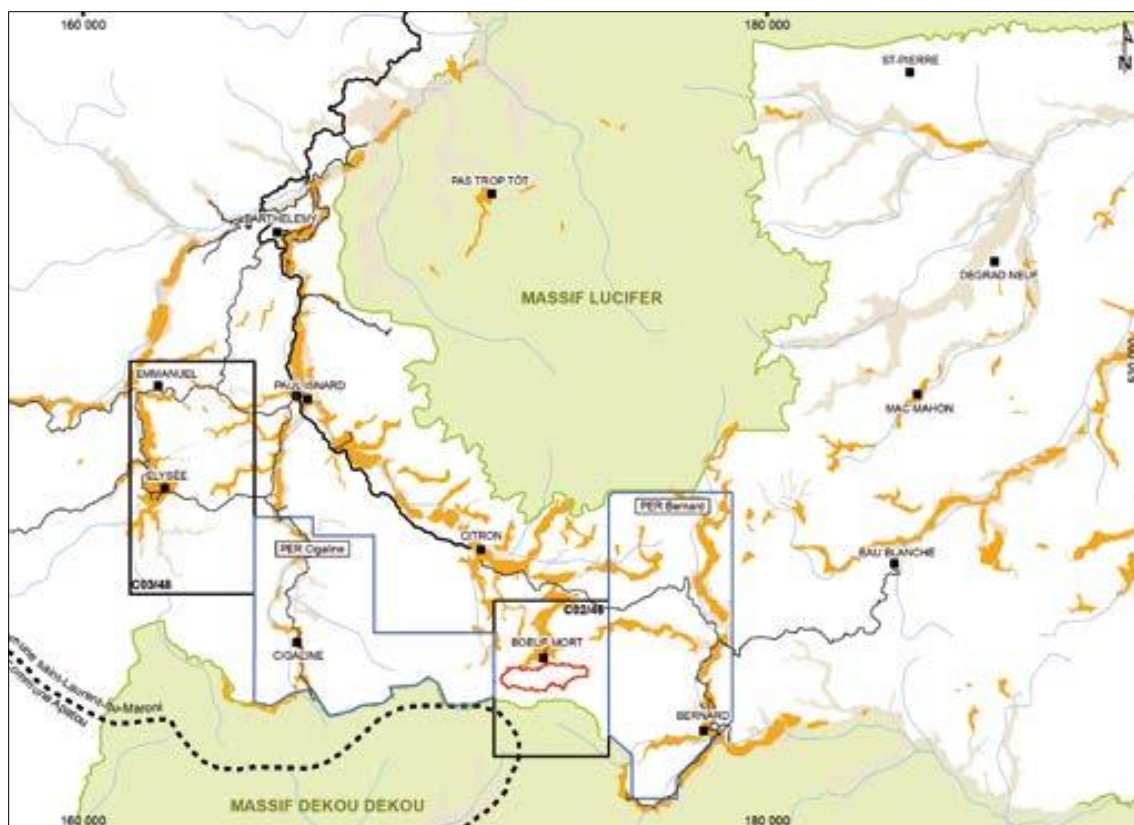 160 000
180 000
N
ST-PIERRE
PAS TROP TÔT
BARTHELEMY
DEGRAD NEUF
MASSIF LUCIFER
EMMANUEL
PAUL ISNARD
MAC MAHON
ELYSÉE
PER Bernard
CITRON
PER Cigaline
EAU BLANCHE
C03/48
C02/48
BOEUF MORT
CIGALINE
Commune Apatou
BERNARD
MASSIF DEKOU DEKOU
160 000
180 000